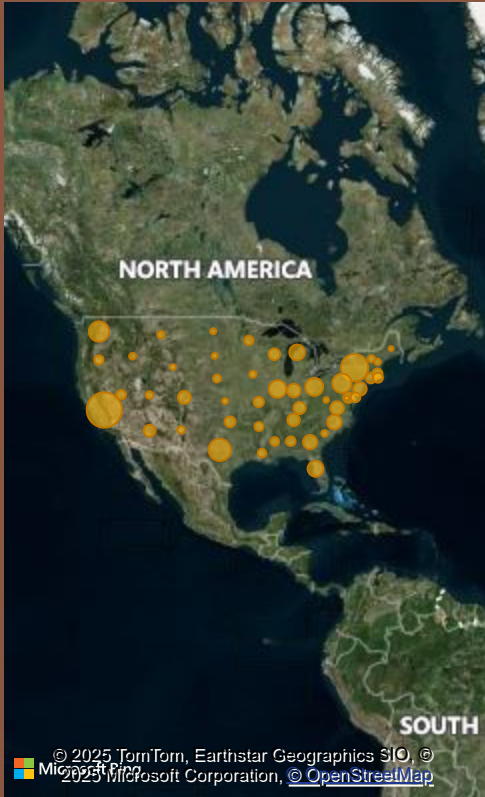 NORTH AMERICA
SOUTH
© 2025 TomTom, Earthstar Geographics SIO, ©
Microsoft Bing
2025 Microsoft Corporation, © OpenStreetMap